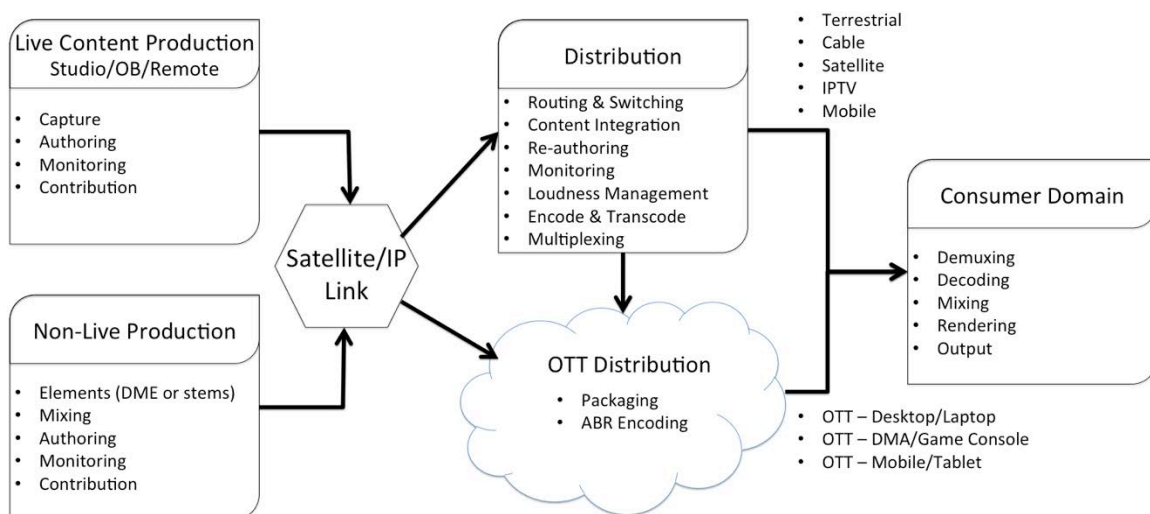 Live Content Production
Studio/OB/Remote
• Capture
• Authoring
• Monitoring
• Contribution
Non-Live Production
• Elements (DME or stems)
• Mixing
• Authoring
• Monitoring
• Contribution
Satellite/IP
Link
Distribution
• Routing & Switching
• Content Integration
• Re-authoring
• Monitoring
• Loudness Management
• Encode & Transcode
• Multiplexing
OTT Distribution
• Packaging
• ABR Encoding
• Terrestrial
• Cable
• Satellite
• IPTV
• Mobile
• OTT – Desktop/Laptop
• OTT – DMA/Game Console
• OTT – Mobile/Tablet
Consumer Domain
• Demuxing
• Decoding
• Mixing
• Rendering
• Output